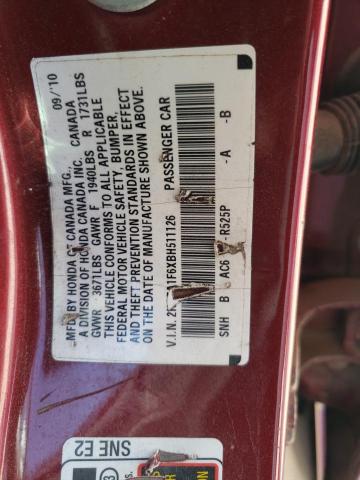 MFD BY HONDA CANADA MFG., 09/'10
A DIVISION OF HONDA CANADA INC. CANADA
GVWR 3671LBS GAWR F 1940LBS R 1731LBS
THIS VEHICLE CONFORMS TO ALL APPLICABLE
FEDERAL MOTOR VEHICLE SAFETY, BUMPER,
AND THEFT PREVENTION STANDARDS IN EFFECT
ON THE DATE OF MANUFACTURE SHOWN ABOVE.
V.I.N. 1F6XBH511126 PASSENGER CAR
SNH B AC6 R525P -A -B
SNE E2